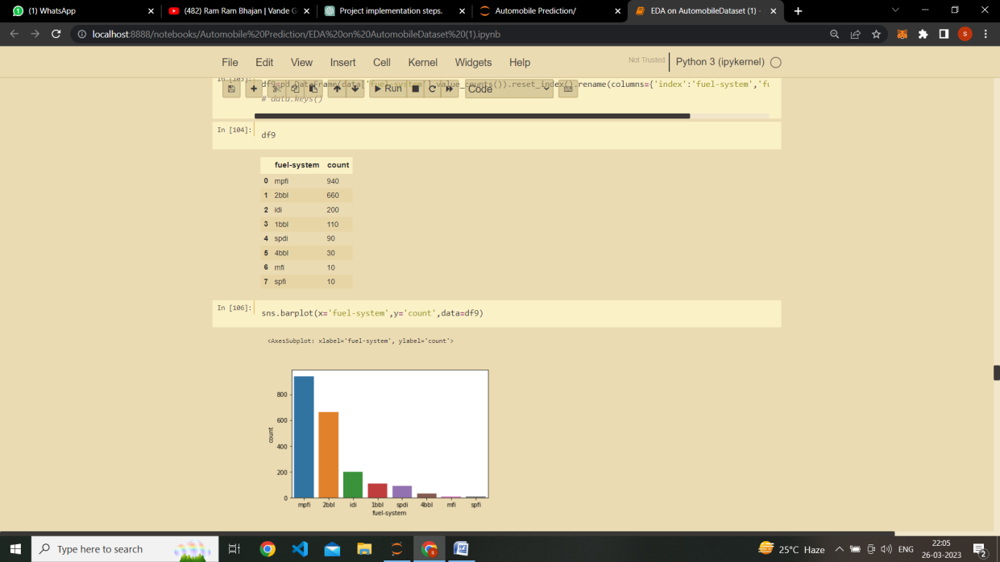 (1) WhatsApp
(482) Ram Ram Bhajan | Vande G
Project implementation steps.
Automobile Prediction/
EDA on AutomobileDataset (1) -
localhost:8888/notebooks/Automobile%20Prediction/EDA%20on%20AutomobileDataset%20(1).ipynb
S
File Edit View Insert Cell Kernel Widgets Help
Not Trusted
Python 3 (ipykernel)
In [103]:
df9=pd.DataFrame(data['fuel-system'].value_counts()).reset_index().rename(columns={'index':'fuel-system','fu
Run
Code
# data.keys()
In [104]:
df9
fuel-system count
0 mpfi 940
1 2bbl 660
2 idi 200
3 1bbl 110
4 spdi 90
5 4bbl 30
6 mfi 10
7 spfi 10
In [106]:
sns.barplot(x='fuel-system',y='count',data=df9)
<AxesSubplot: xlabel='fuel-system', ylabel='count'>
800
600
400
200
0
count
mpfi 2bbl idi 1bbl spdi 4bbl mfi spfi
fuel-system
Type here to search
25°C Haze
ENG
22:05
26-03-2023
2